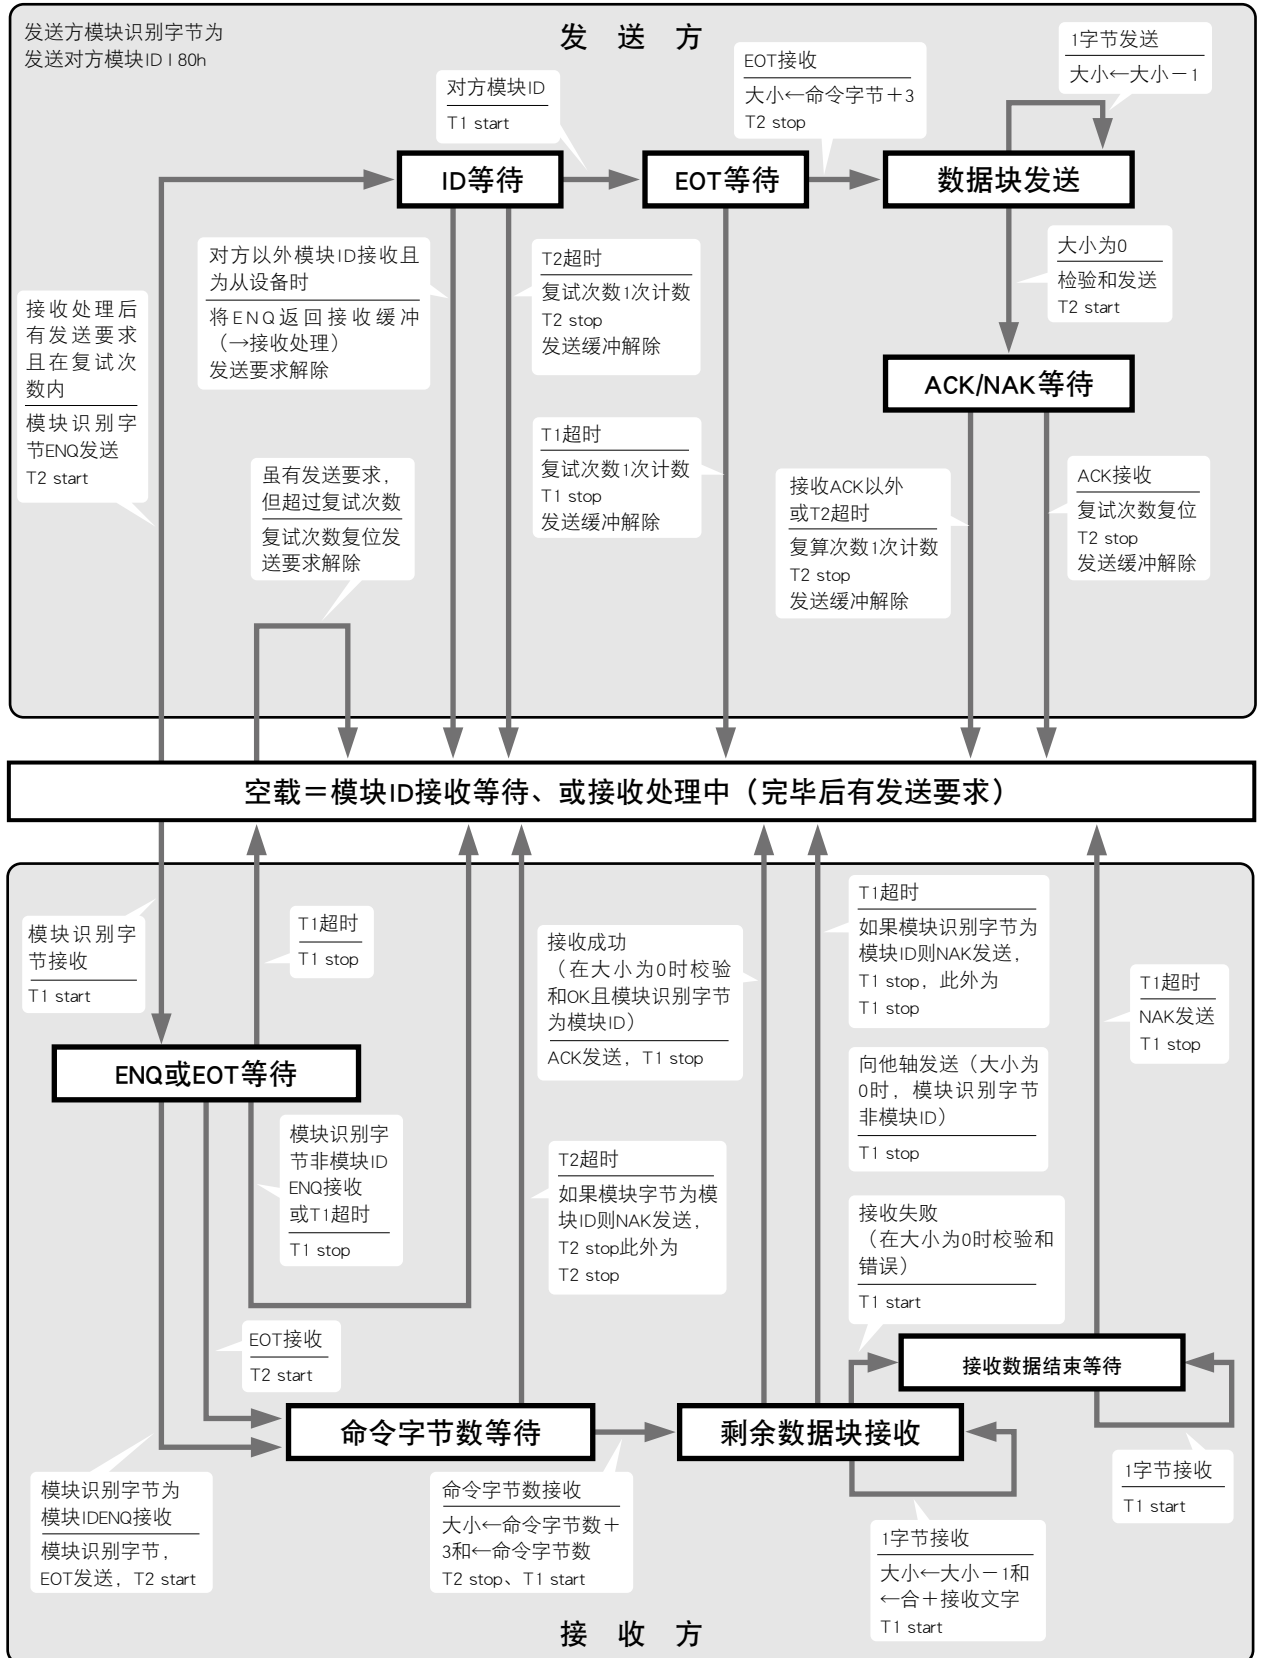 发送方模块识别字节为
发送对方模块ID I 80h
发 送 方
对方模块ID
T1 start
EOT接收
大小←命令字节＋3
T2 stop
1字节发送
大小←大小－1
ID等待
EOT等待
数据块发送
对方以外模块ID接收且
为从设备时
将ENQ返回接收缓冲
（→接收处理）
发送要求解除
T2超时
复试次数1次计数
T2 stop
发送缓冲解除
大小为0
检验和发送
T2 start
接收处理后
有发送要求
且在复试次
数内
模块识别字
节ENQ发送
T2 start
ACK/NAK等待
T1超时
复试次数1次计数
T1 stop
发送缓冲解除
虽有发送要求，
但超过复试次数
复试次数复位发
送要求解除
接收ACK以外
或T2超时
复算次数1次计数
T2 stop
发送缓冲解除
ACK接收
复试次数复位
T2 stop
发送缓冲解除
空载＝模块ID接收等待、或接收处理中（完毕后有发送要求）
模块识别字
节接收
T1 start
T1超时
T1 stop
接收成功
（在大小为0时校验
和OK且模块识别字节
为模块ID）
ACK发送，T1 stop
T1超时
如果模块识别字节为
模块ID则NAK发送，
T1 stop，此外为
T1 stop
T1超时
NAK发送
T1 stop
ENQ或EOT等待
向他轴发送（大小为
0时，模块识别字节
非模块ID）
T1 stop
模块识别字
节非模块ID
ENQ接收
或T1超时
T1 stop
T2超时
如果模块字节为模
块ID则NAK发送，
T2 stop此外为
T2 stop
接收失败
（在大小为0时校验和
错误）
T1 start
EOT接收
T2 start
接收数据结束等待
命令字节数等待
剩余数据块接收
模块识别字节为
模块IDENQ接收
模块识别字节，
EOT发送，T2 start
命令字节数接收
大小←命令字节数＋
3和←命令字节数
T2 stop、T1 start
1字节接收
T1 start
1字节接收
大小←大小－1和
←合＋接收文字
T1 start
接 收 方